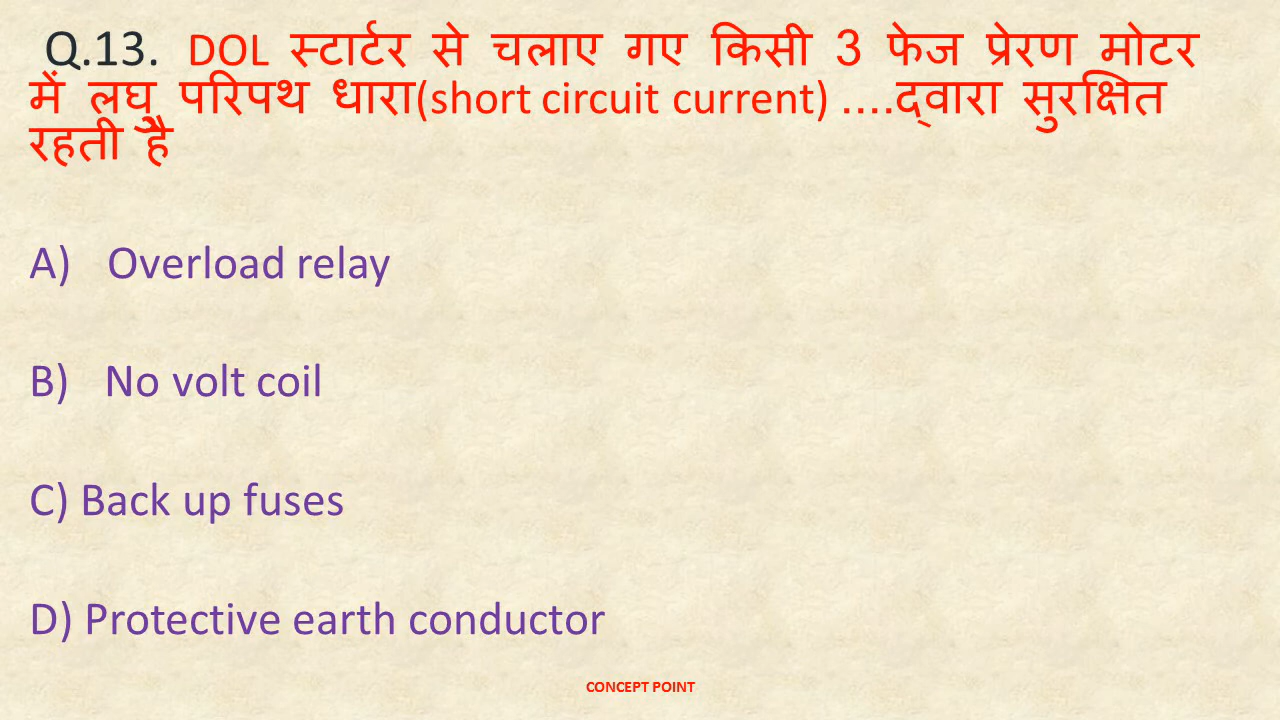 Q.13. DOL स्टार्टर से चलाए गए किसी 3 फेज प्रेरण मोटर
में लघु परिपथ धारा(short circuit current) ....द्वारा सुरक्षित
रहती है
A) Overload relay
B) No volt coil
C) Back up fuses
D) Protective earth conductor
CONCEPT POINT